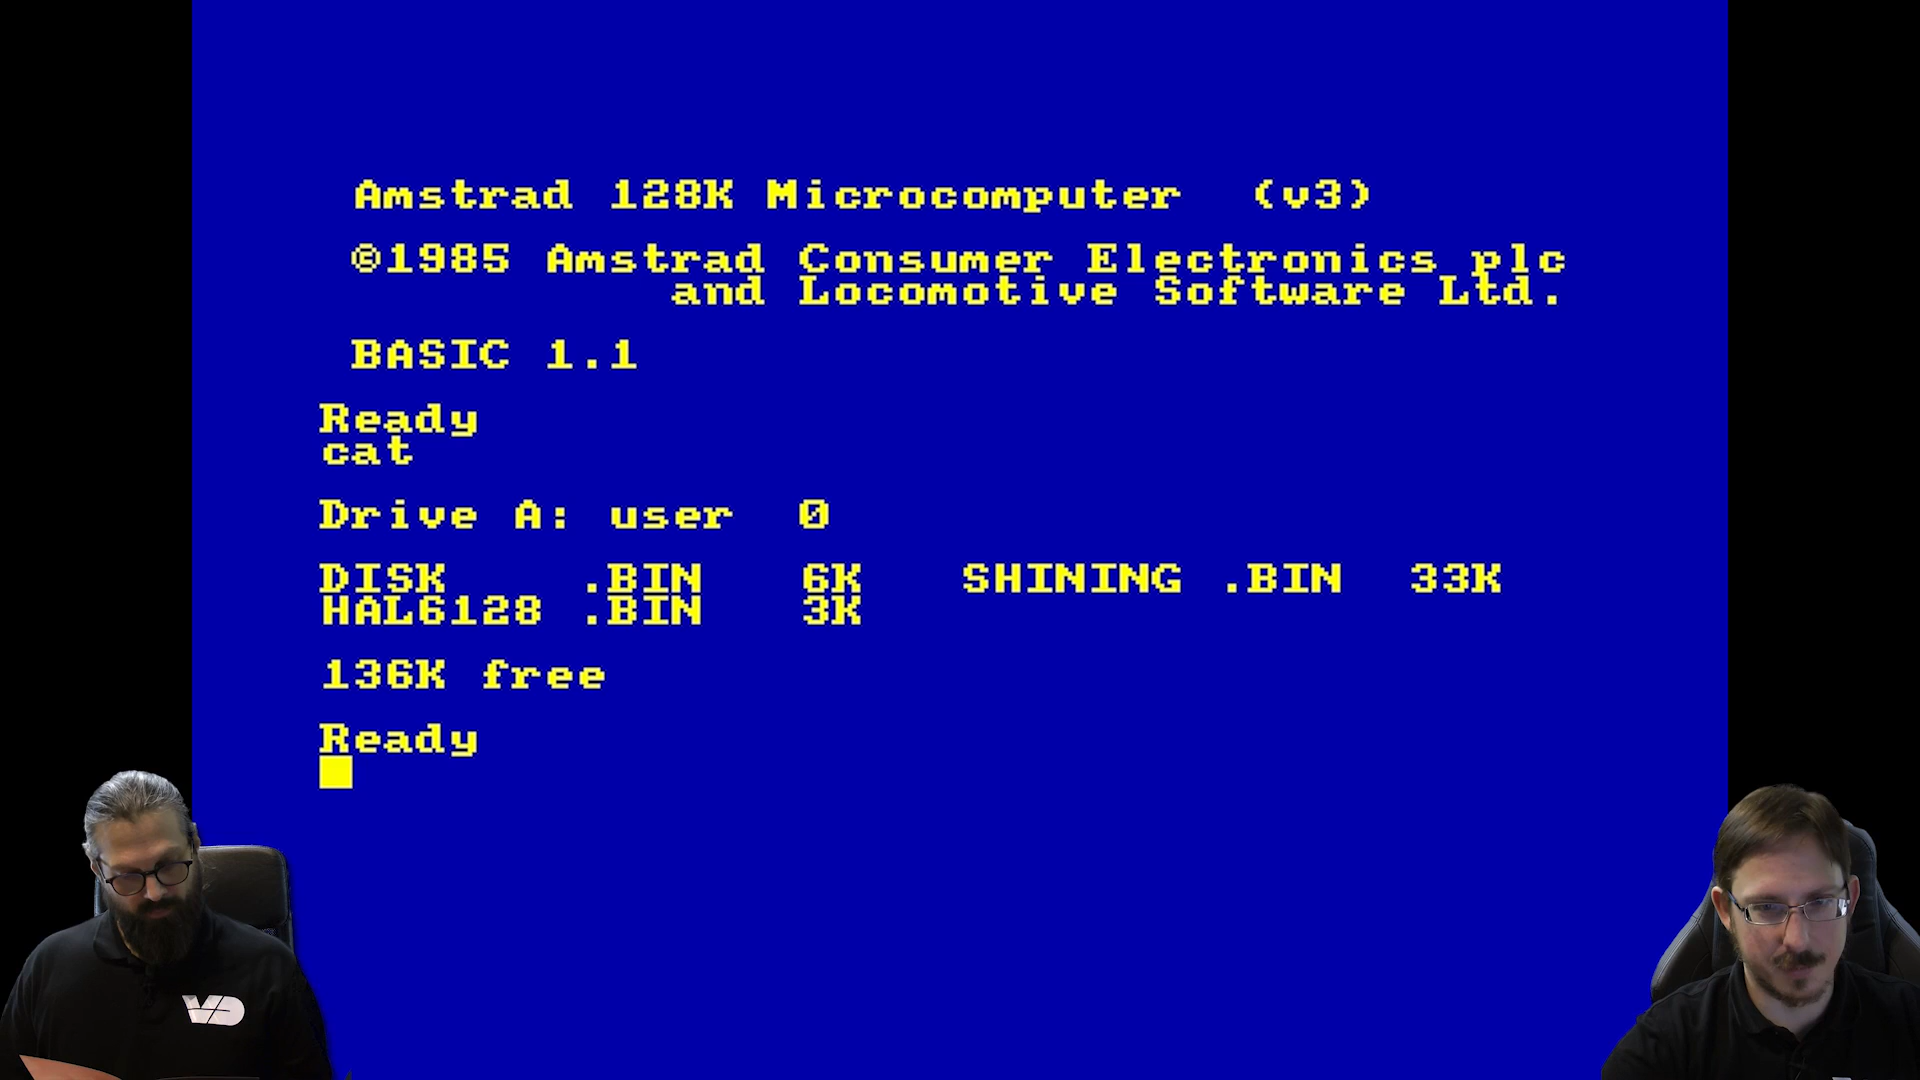 Amstrad 128K Microcomputer (v3)
©1985 Amstrad Consumer Electronics plc
and Locomotive Software Ltd.
BASIC 1.1
Ready
cat
Drive A: user 0
DISK .BIN 6K SHINING .BIN 33K
HAL6128 .BIN 3K
136K free
Ready
VD